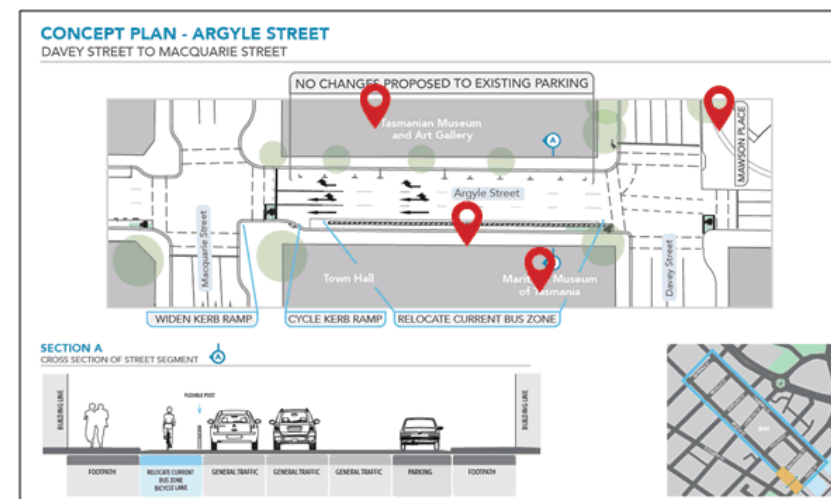 CONCEPT PLAN - ARGYLE STREET
DAVEY STREET TO MACQUARIE STREET
NO CHANGES PROPOSED TO EXISTING PARKING
Tasmanian Museum
and Art Gallery
A
MAWSON PLACE
Argyle Street
Macquarie Street
Davey Street
Town Hall
Maritime Museum
of Tasmania
WIDEN KERB RAMP
CYCLE KERB RAMP
RELOCATE CURRENT BUS ZONE
SECTION A
CROSS SECTION OF STREET SEGMENT
A
BUILDING LINE
FLEXIBLE POST
BUILDING LINE
FOOTPATH
RELOCATE CURRENT
BUS ZONE
BICYCLE LANE
GENERAL TRAFFIC
GENERAL TRAFFIC
GENERAL TRAFFIC
PARKING
FOOTPATH